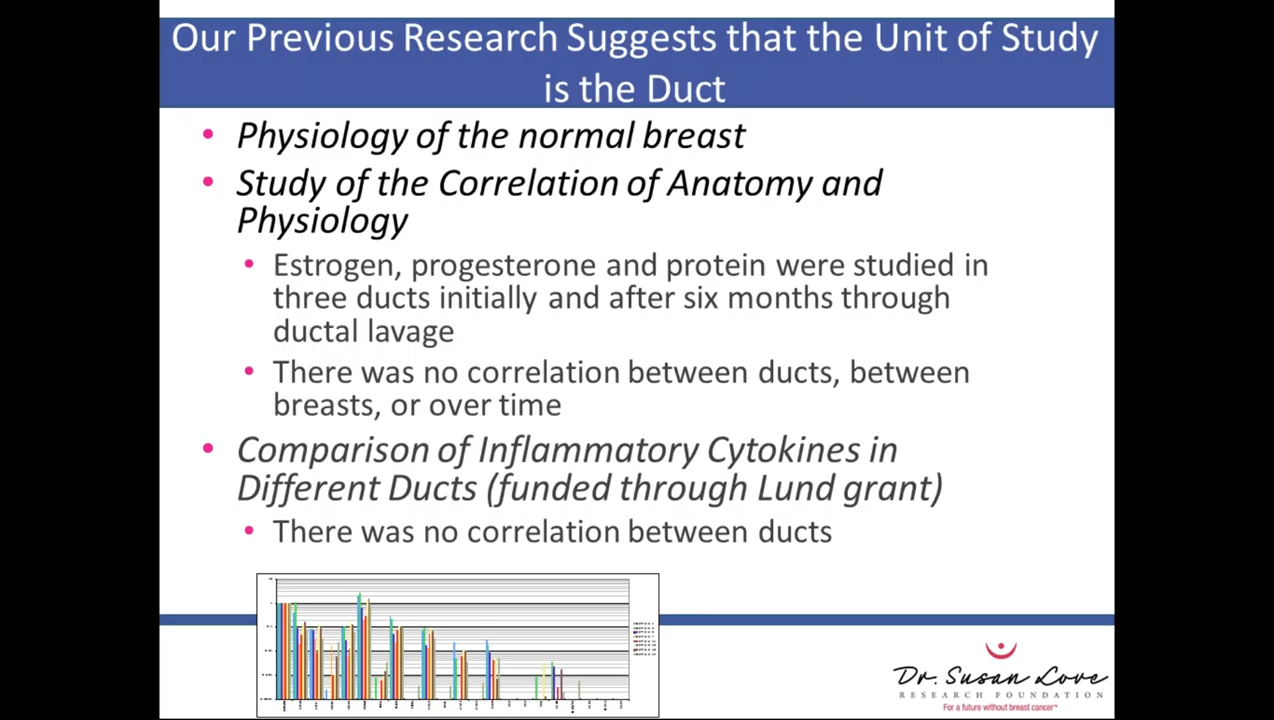 Our Previous Research Suggests that the Unit of Study
is the Duct
• Physiology of the normal breast
• Study of the Correlation of Anatomy and
Physiology
• Estrogen, progesterone and protein were studied in
three ducts initially and after six months through
ductal lavage
• There was no correlation between ducts, between
breasts, or over time
• Comparison of Inflammatory Cytokines in
Different Ducts (funded through Lund grant)
• There was no correlation between ducts
Dr. Susan Love
RESEARCH FOUNDATION
For a future without breast cancer™